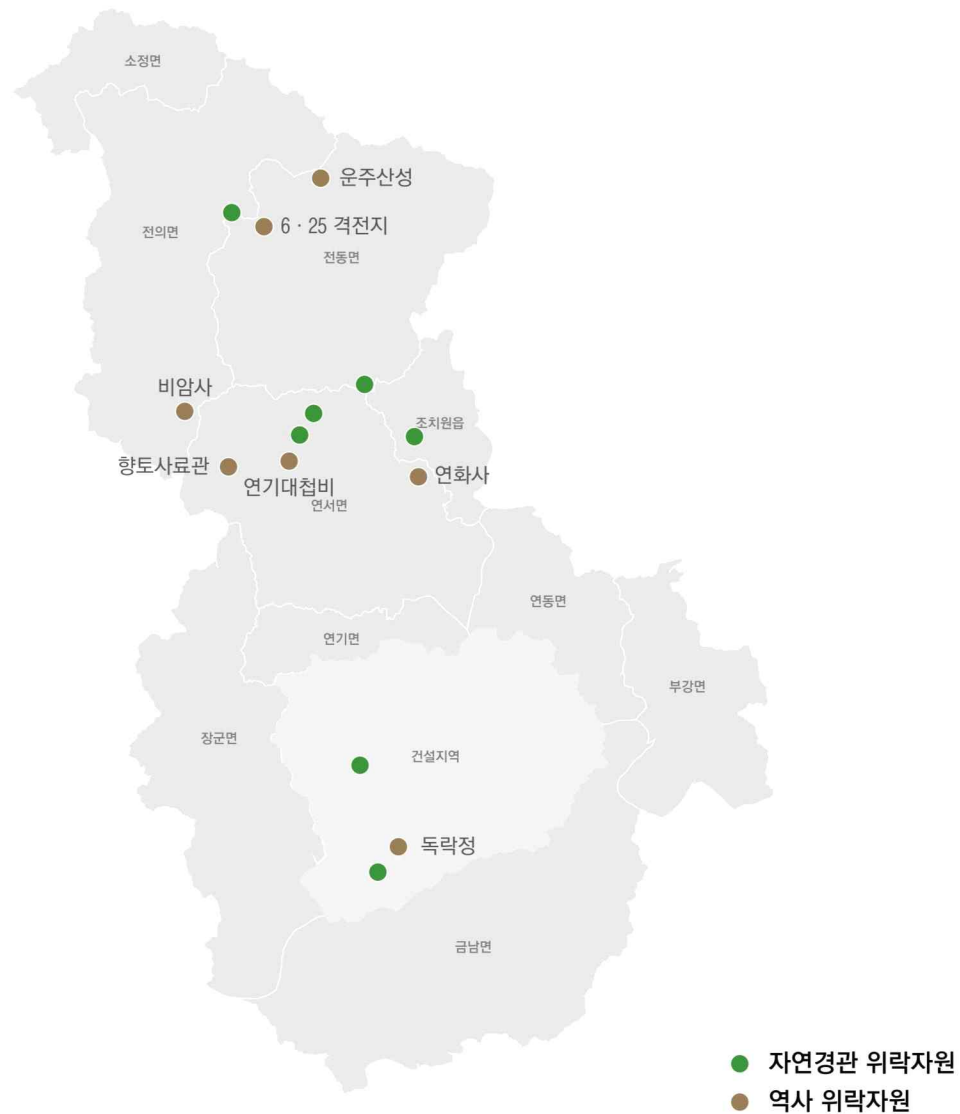 소정면
운주산성
6 · 25 격전지
전의면
전동면
비암사
조치원읍
향토사료관
연화사
연기대첩비
연서면
연동면
연기면
부강면
장군면
건설지역
독락정
금남면
자연경관 위락자원
역사 위락자원